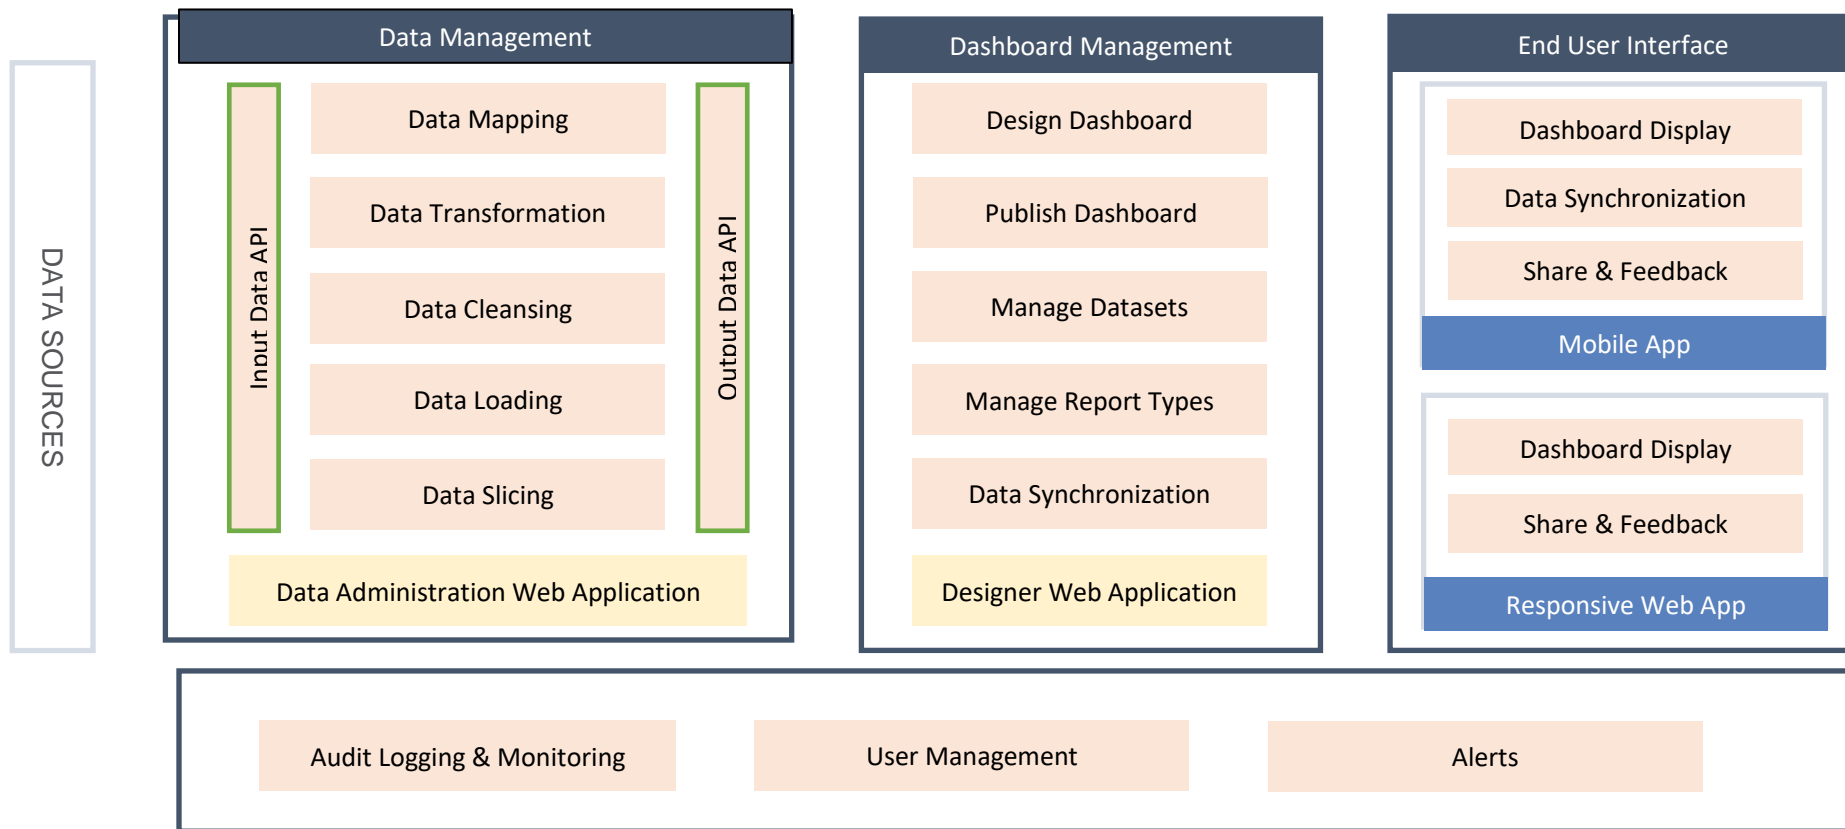 DATA SOURCES
Data Management
Input Data API
Data Mapping
Data Transformation
Data Cleansing
Data Loading
Data Slicing
Output Data API
Data Administration Web Application
Dashboard Management
Design Dashboard
Publish Dashboard
Manage Datasets
Manage Report Types
Data Synchronization
Designer Web Application
End User Interface
Dashboard Display
Data Synchronization
Share & Feedback
Mobile App
Dashboard Display
Share & Feedback
Responsive Web App
Audit Logging & Monitoring
User Management
Alerts